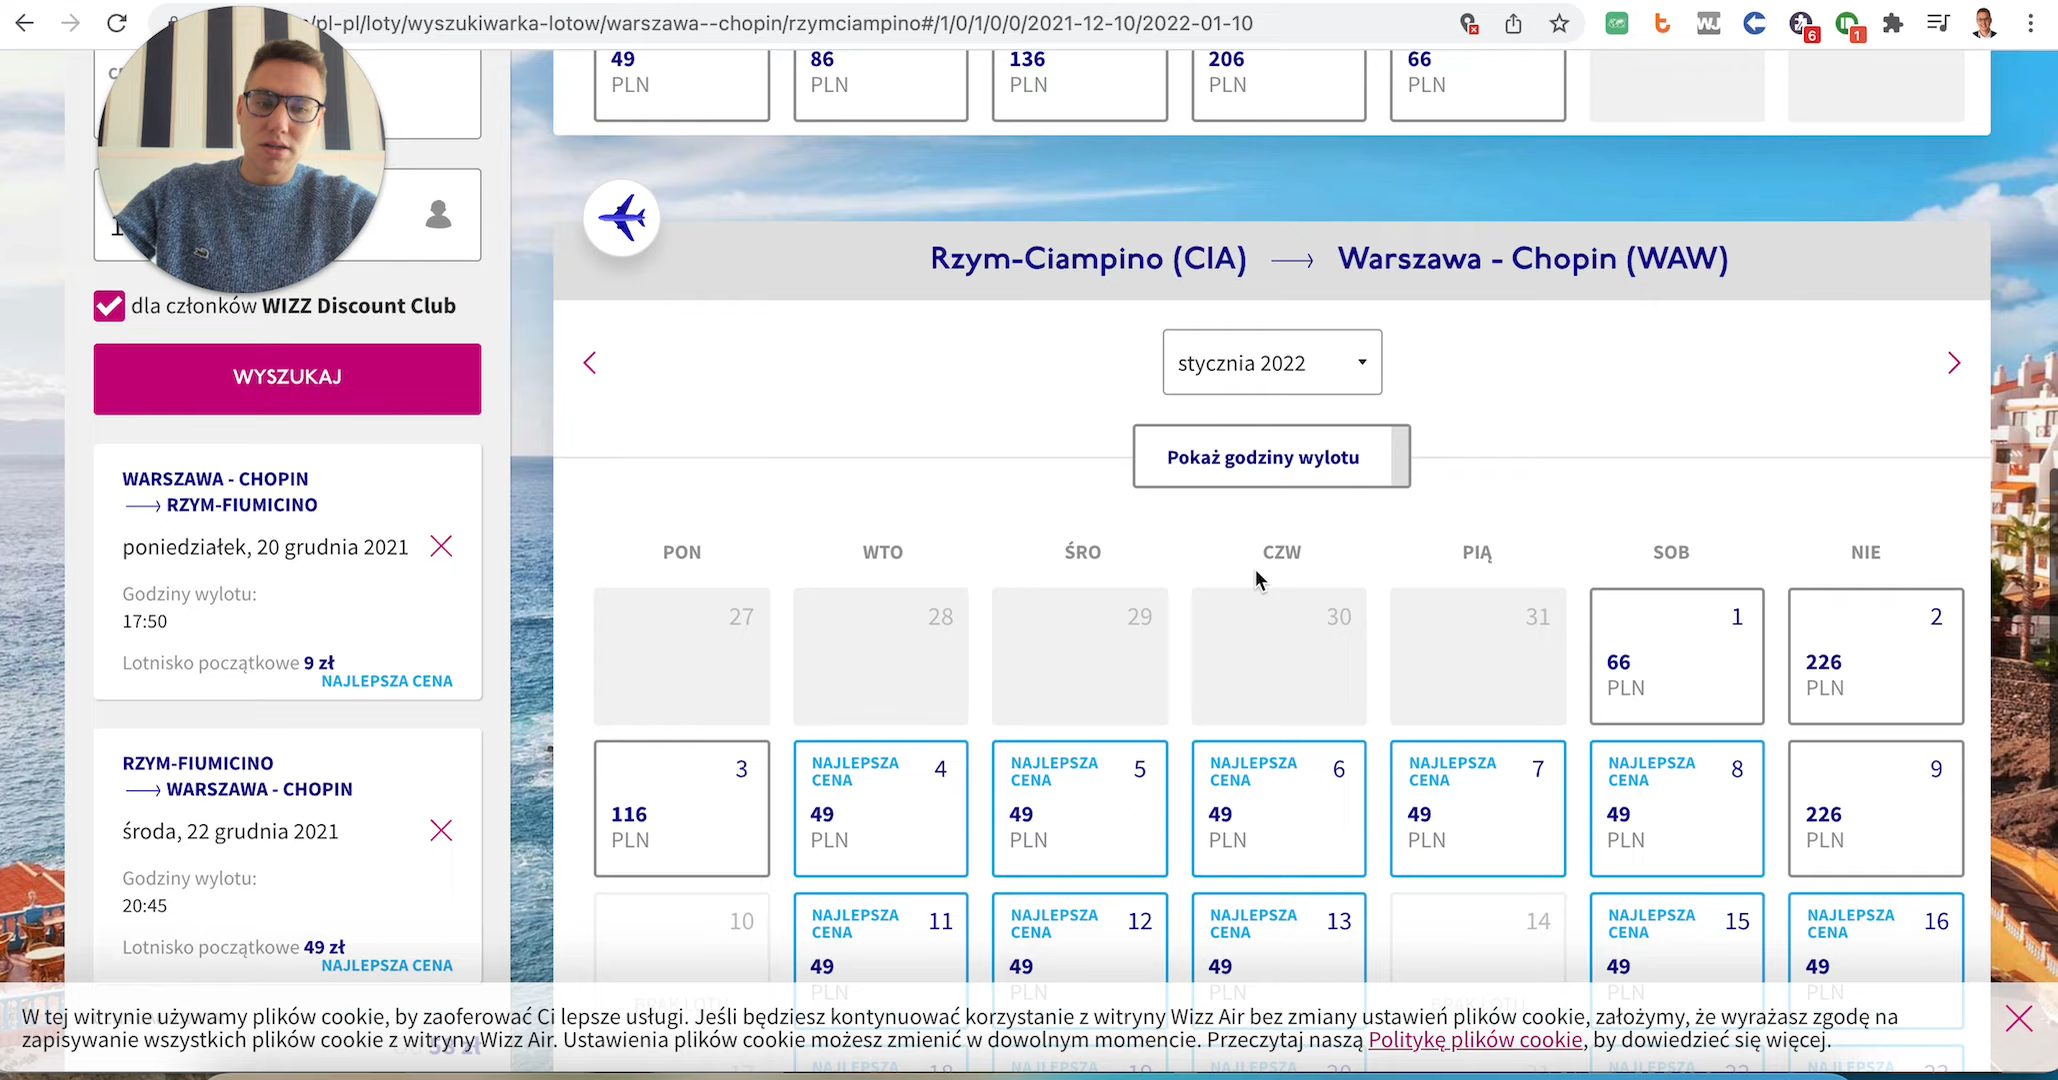 /pl-pl/loty/wyszukiwarka-lotow/warszawa--chopin/rzymciampino#/1/0/1/0/0/2021-12-10/2022-01-10
6
1
49 86 136 206 66
PLN PLN PLN PLN PLN
Rzym-Ciampino (CIA) → Warszawa - Chopin (WAW)
dla członków WIZZ Discount Club
WYSZUKAJ
WARSZAWA - CHOPIN
→ RZYM-FIUMICINO
poniedziałek, 20 grudnia 2021
Godziny wylotu:
17:50
Lotnisko początkowe 9 zł
NAJLEPSZA CENA
RZYM-FIUMICINO
→ WARSZAWA - CHOPIN
środa, 22 grudnia 2021
Godziny wylotu:
20:45
Lotnisko początkowe 49 zł
NAJLEPSZA CENA
stycznia 2022
Pokaż godziny wylotu
PON WTO ŚRO CZW PIĄ SOB NIE
27 28 29 30 31 1 2
66 226
PLN PLN
3 NAJLEPSZA 4 NAJLEPSZA 5 NAJLEPSZA 6 NAJLEPSZA 7 NAJLEPSZA 8 9
CENA CENA CENA CENA CENA
116 49 49 49 49 49 226
PLN PLN PLN PLN PLN PLN PLN
10 NAJLEPSZA 11 NAJLEPSZA 12 NAJLEPSZA 13 14 NAJLEPSZA 15 NAJLEPSZA 16
CENA CENA CENA CENA CENA
49 49 49 49 49
PLN PLN PLN PLN PLN
W tej witrynie używamy plików cookie, by zaoferować Ci lepsze usługi. Jeśli będziesz kontynuować korzystanie z witryny Wizz Air bez zmiany ustawień plików cookie, założymy, że wyrażasz zgodę na
zapisywanie wszystkich plików cookie z witryny Wizz Air. Ustawienia plików cookie możesz zmienić w dowolnym momencie. Przeczytaj naszą Politykę plików cookie, by dowiedzieć się więcej.